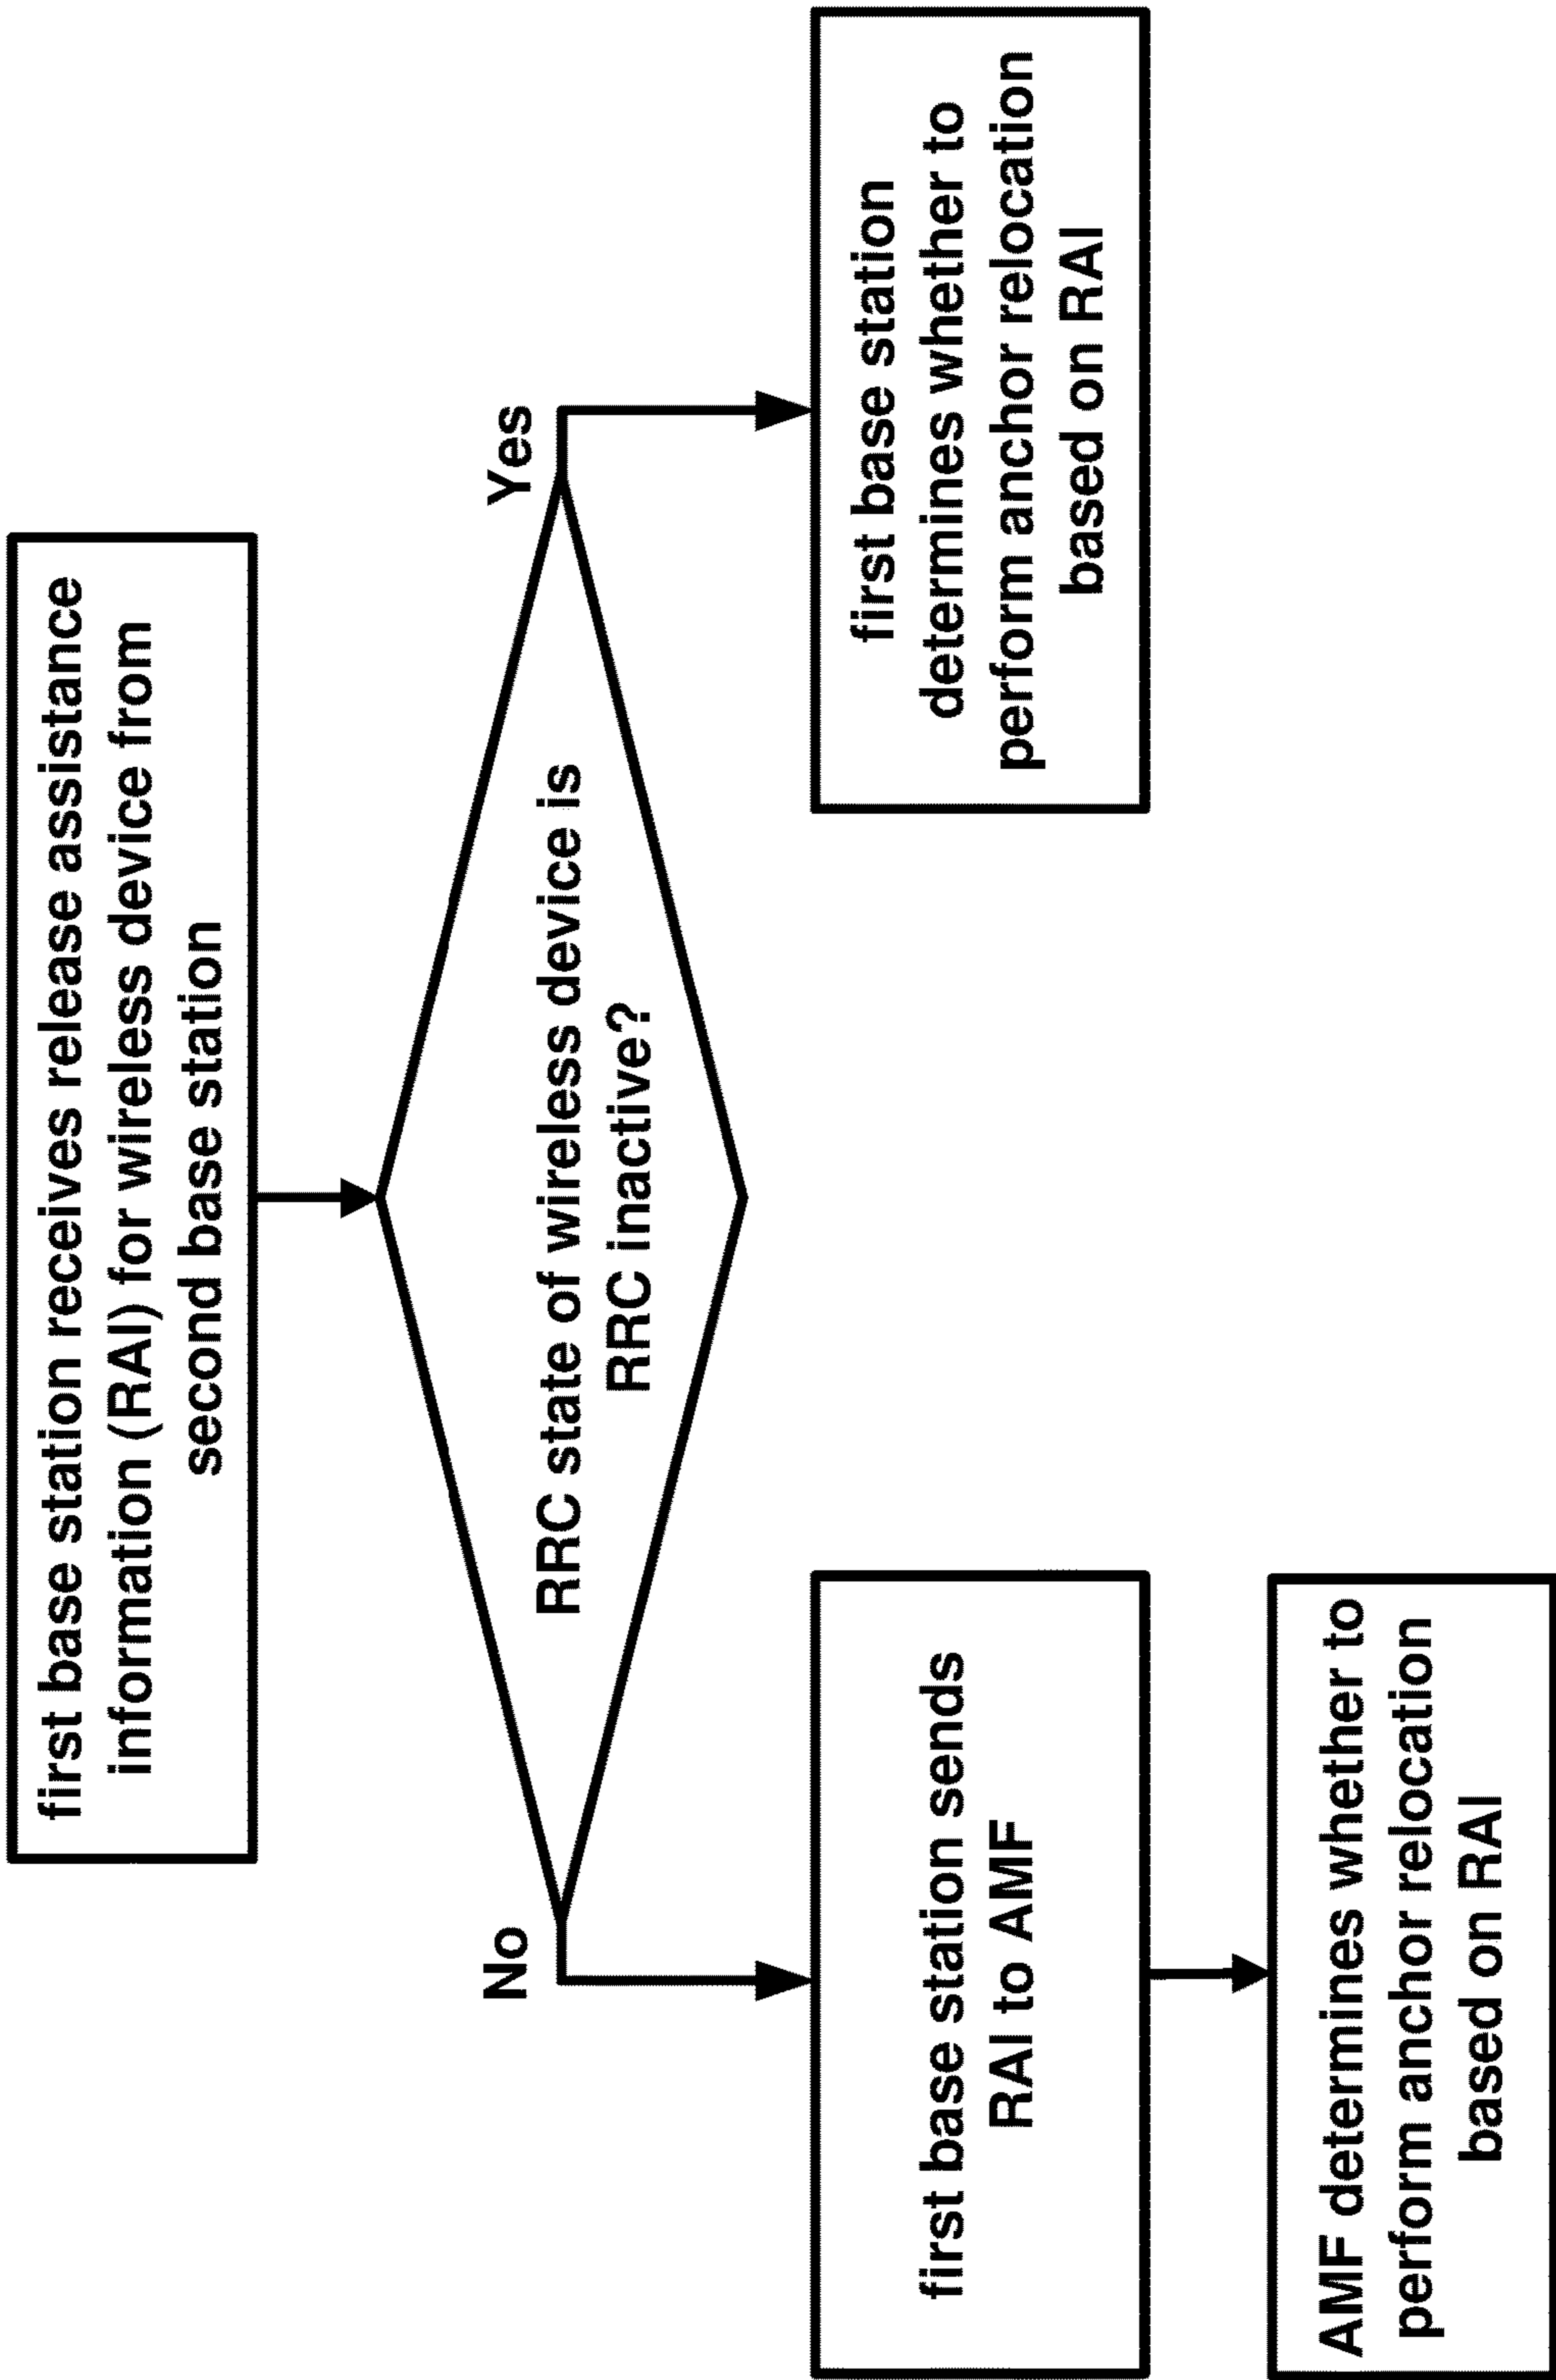 first base station receives release assistance
information (RAI) for wireless device from
second base station
RRC state of wireless device is
RRC inactive?
No
Yes
first base station sends
RAI to AMF
first base station
determines whether to
perform anchor relocation
based on RAI
AMF determines whether to
perform anchor relocation
based on RAI